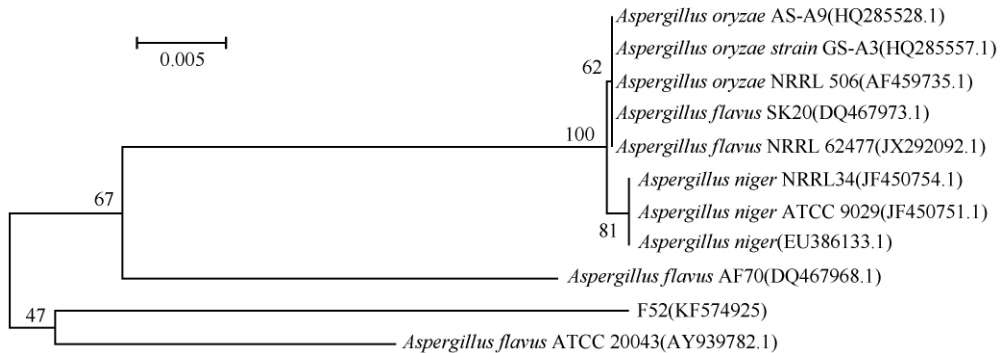 Aspergillus oryzae AS-A9(HQ285528.1)
0.005
Aspergillus oryzae strain GS-A3(HQ285557.1)
62
Aspergillus oryzae NRRL 506(AF459735.1)
Aspergillus flavus SK20(DQ467973.1)
100
Aspergillus flavus NRRL 62477(JX292092.1)
Aspergillus niger NRRL34(JF450754.1)
67
Aspergillus niger ATCC 9029(JF450751.1)
81
Aspergillus niger(EU386133.1)
Aspergillus flavus AF70(DQ467968.1)
47
F52(KF574925)
Aspergillus flavus ATCC 20043(AY939782.1)